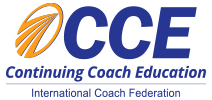 CCE
Continuing Coach Education
International Coach Federation